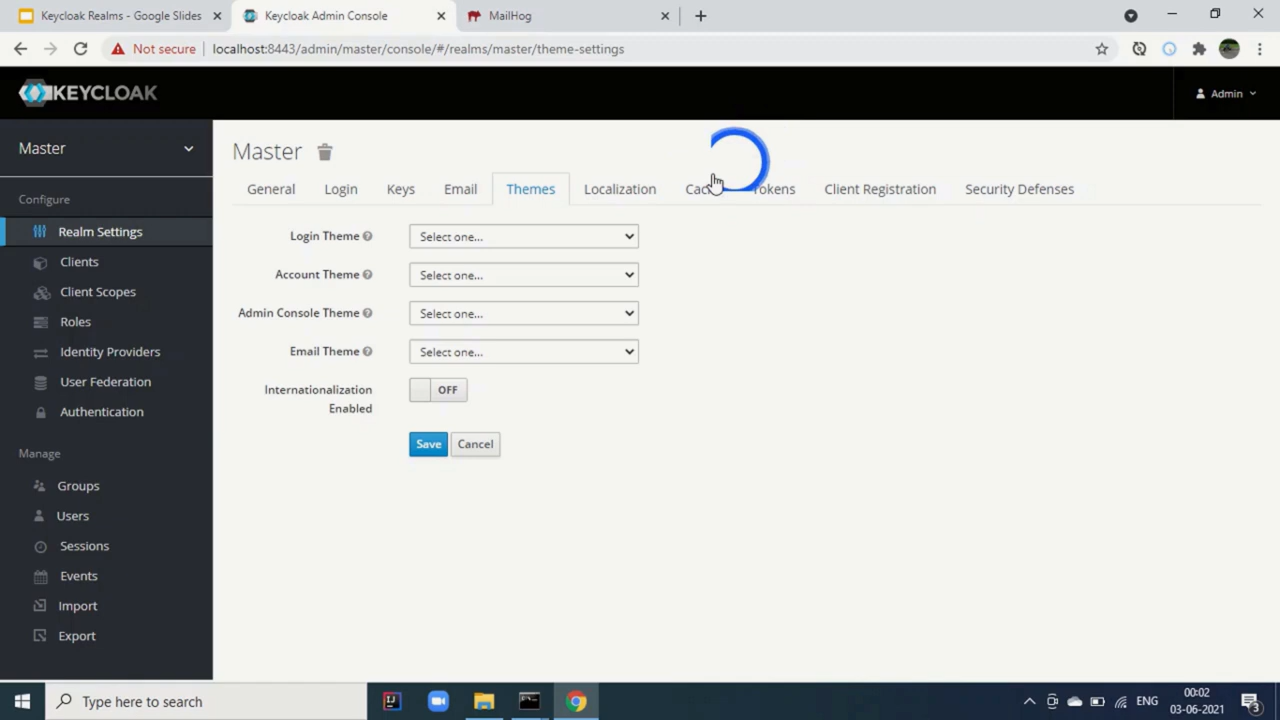 Keycloak Realms - Google Slides
Keycloak Admin Console
MailHog
Not secure
localhost:8443/admin/master/console/#/realms/master/theme-settings
KEYCLOAK
Admin
Master
Configure
Realm Settings
Clients
Client Scopes
Roles
Identity Providers
User Federation
Authentication
Manage
Groups
Users
Sessions
Events
Import
Export
Master
General Login Keys Email Themes Localization Client Registration Security Defenses
Login Theme Select one...
Account Theme Select one...
Admin Console Theme Select one...
Email Theme Select one...
Internationalization
Enabled
OFF
Save Cancel
Type here to search
ENG
00:02
03-06-2021
3